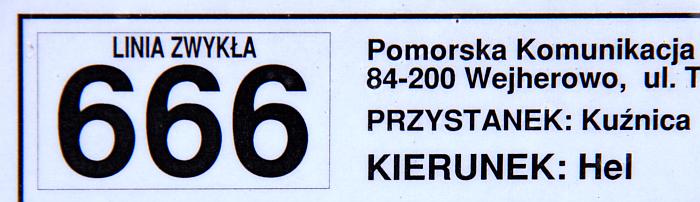 LINIA ZWYKŁA
666
Pomorska Komunikacja
84-200 Wejherowo, ul.
PRZYSTANEK: Kuźnica
KIERUNEK: Hel